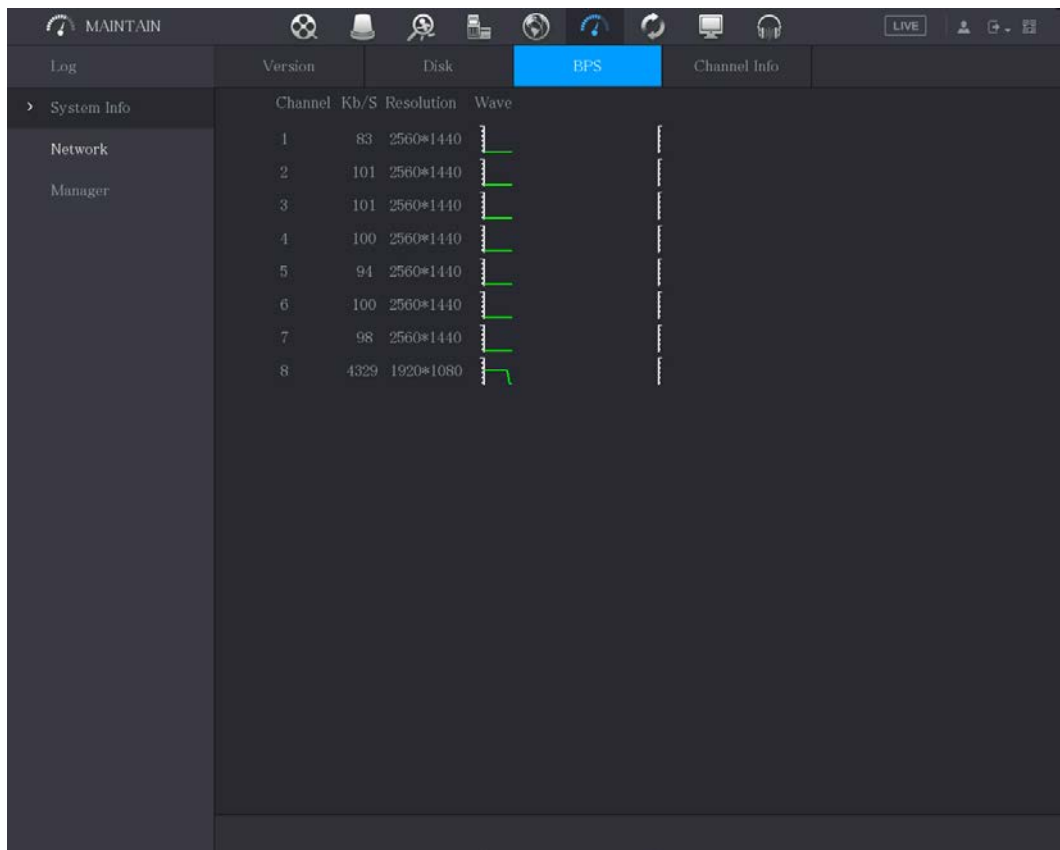 MAINTAIN LIVE
Log Version Disk BPS Channel Info
System Info Channel Kb/S Resolution Wave
1 83 2560*1440
Network
2 101 2560*1440
Manager
3 101 2560*1440
4 100 2560*1440
5 94 2560*1440
6 100 2560*1440
7 98 2560*1440
8 4329 1920*1080